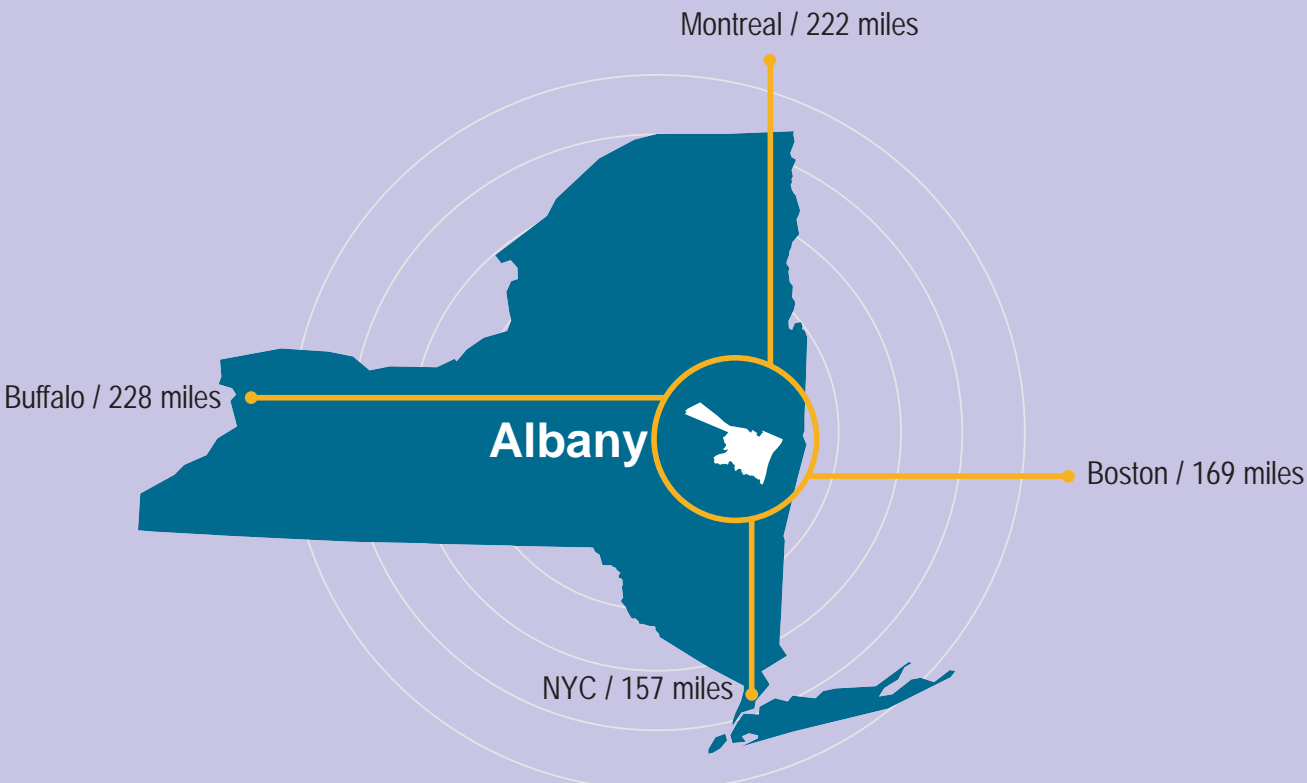 Montreal / 222 miles
Buffalo / 228 miles
Albany
Boston / 169 miles
NYC / 157 miles